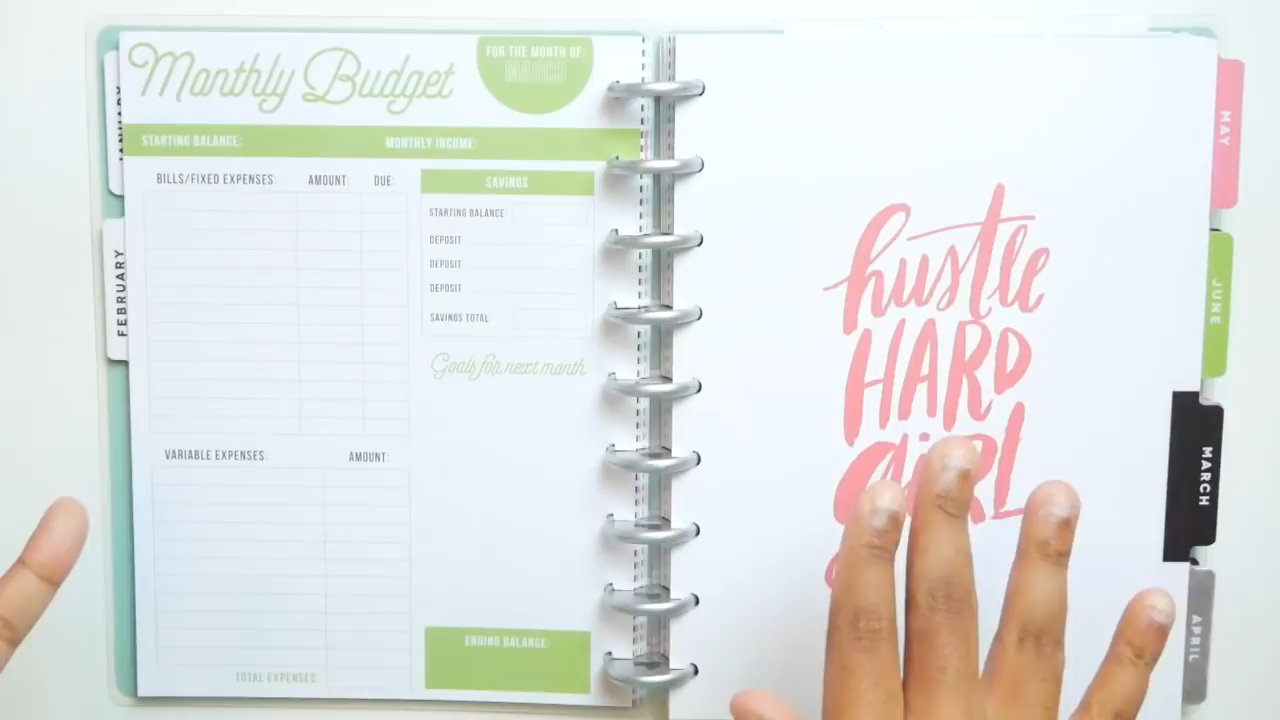 JANUARY
FEBRUARY
Monthly Budget
FOR THE MONTH OF:
MARCH
STARTING BALANCE:
MONTHLY INCOME:
BILLS/FIXED EXPENSES:
AMOUNT:
DUE:
SAVINGS
STARTING BALANCE:
DEPOSIT
DEPOSIT
DEPOSIT
SAVINGS TOTAL
Goals for next month
VARIABLE EXPENSES:
AMOUNT:
TOTAL EXPENSES:
ENDING BALANCE:
hustle
HARD
GIRL
MAY
JUNE
MARCH
APRIL